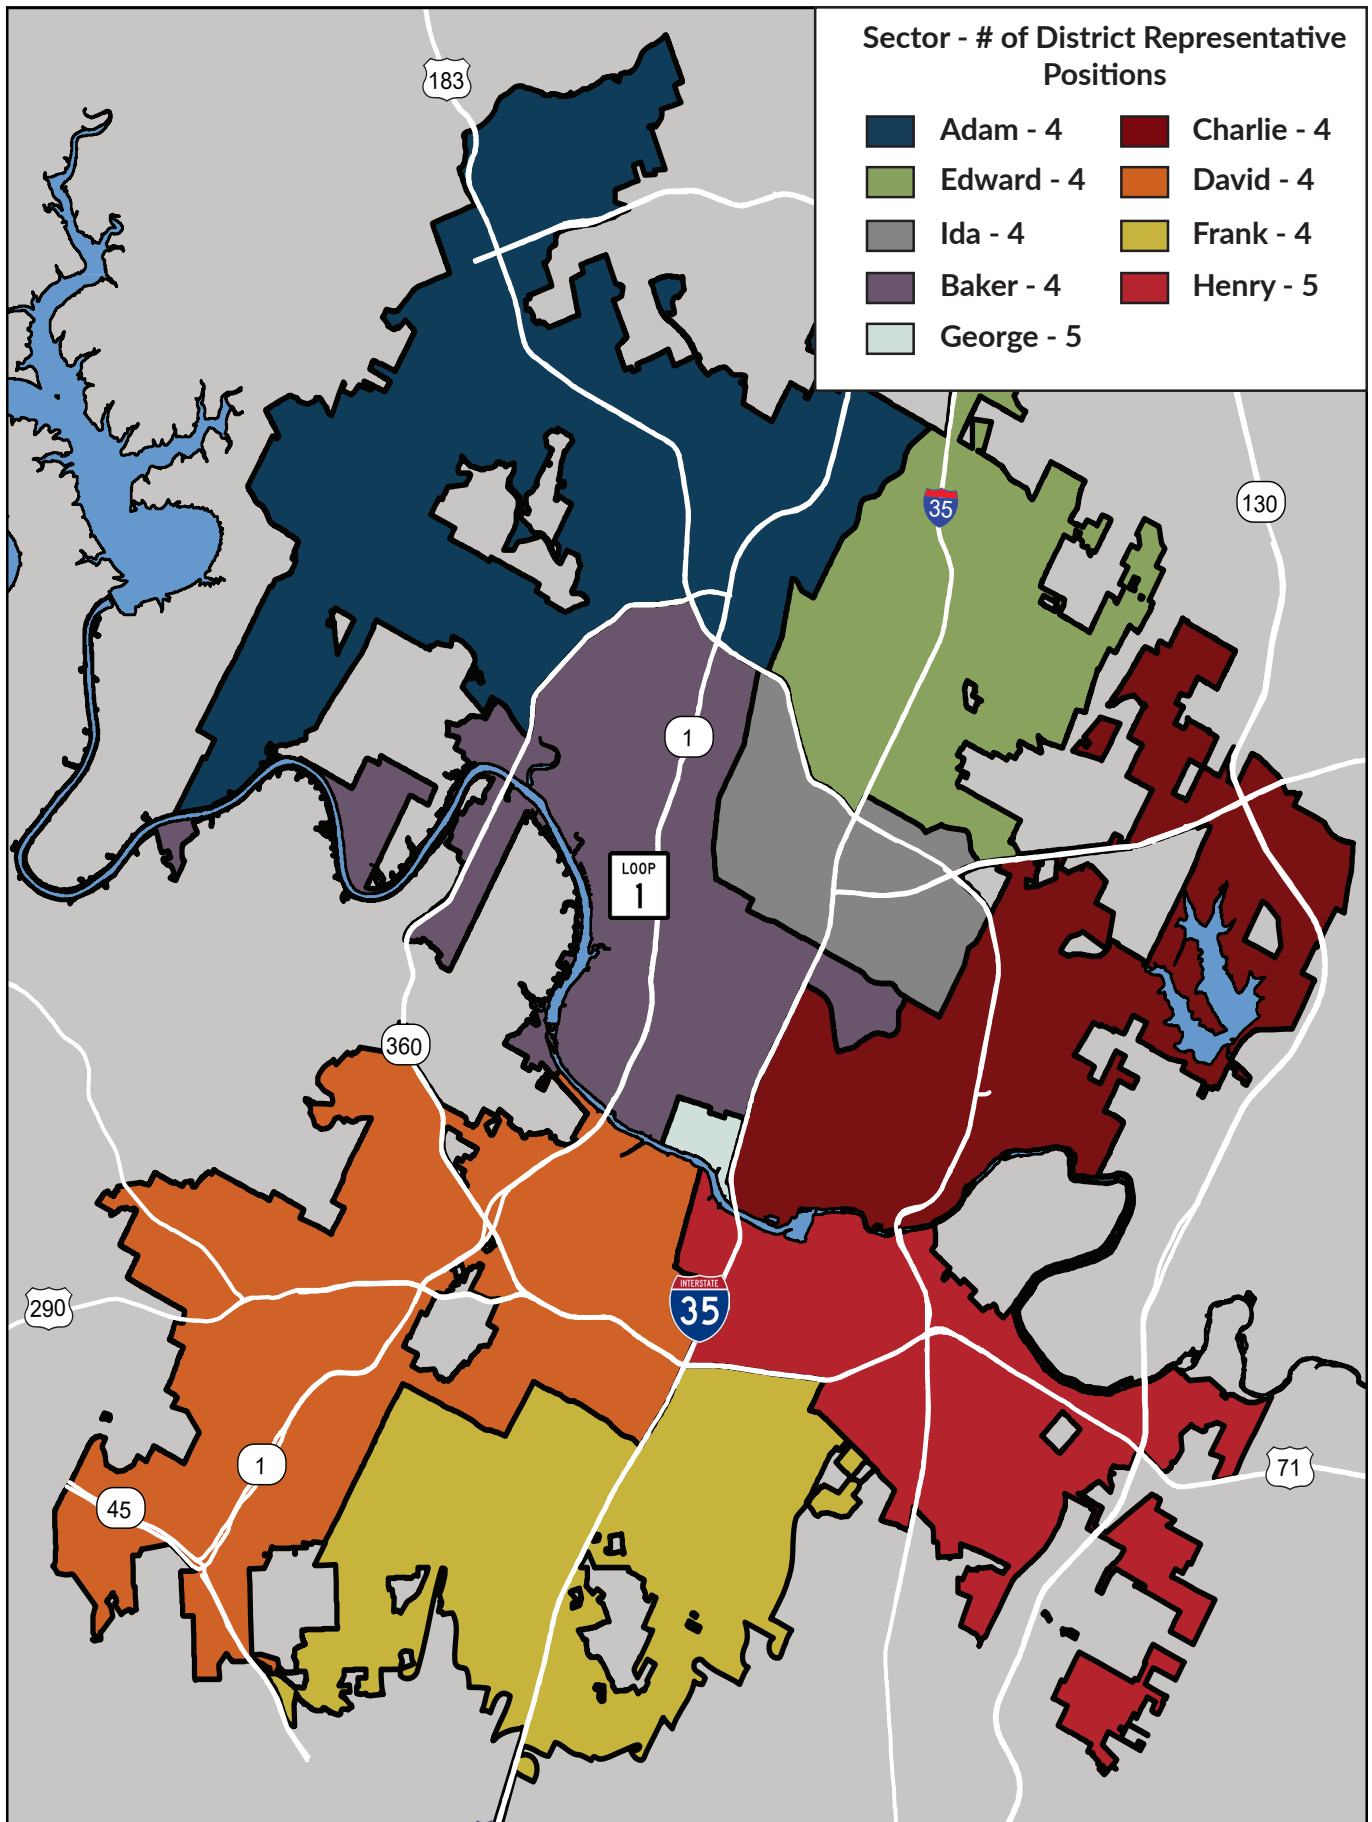 Sector - # of District Representative
Positions
Adam - 4
Charlie - 4
Edward - 4
David - 4
Ida - 4
Frank - 4
Baker - 4
Henry - 5
George - 5
183
35
130
1
LOOP
1
360
INTERSTATE
35
290
1
45
71